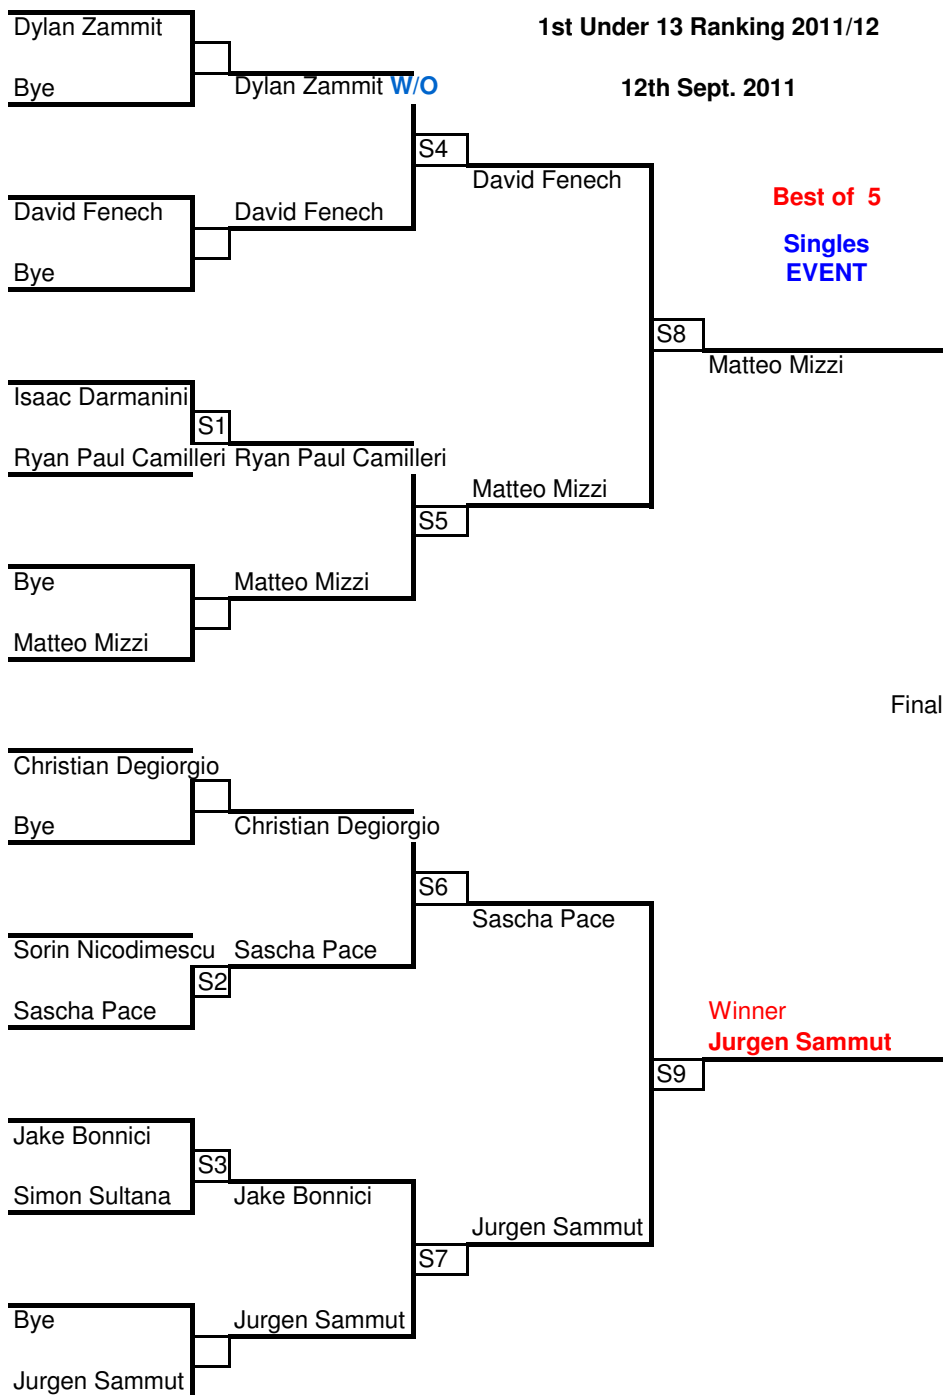 Dylan Zammit
1st Under 13 Ranking 2011/12
Bye
Dylan Zammit W/O
12th Sept. 2011
S4
David Fenech
David Fenech
David Fenech
Best of 5
Singles
EVENT
Bye
S8
Matteo Mizzi
Isaac Darmanini
S1
Ryan Paul Camilleri
Ryan Paul Camilleri
Matteo Mizzi
S5
Bye
Matteo Mizzi
Matteo Mizzi
Final
Christian Degiorgio
Bye
Christian Degiorgio
S6
Sascha Pace
Sorin Nicodimescu
Sascha Pace
S2
Sascha Pace
Winner
Jurgen Sammut
S9
Jake Bonnici
S3
Simon Sultana
Jake Bonnici
Jurgen Sammut
S7
Bye
Jurgen Sammut
Jurgen Sammut